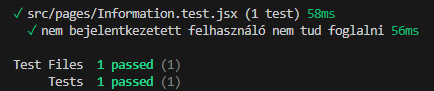 ✓ src/pages/Information.test.jsx (1 test) 58ms
✓ nem bejelentkezetett felhasználó nem tud foglalni 56ms
Test Files 1 passed (1)
Tests 1 passed (1)